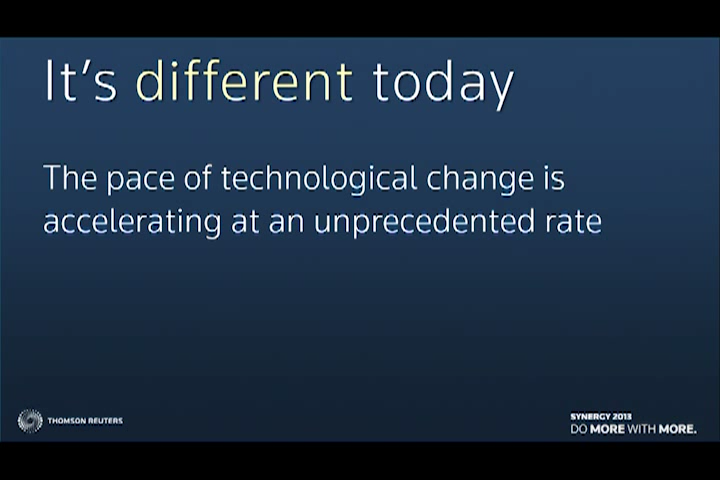 It's different today
The pace of technological change is
accelerating at an unprecedented rate
THOMSON REUTERS
SYNERGY 2013
DO MORE WITH MORE.